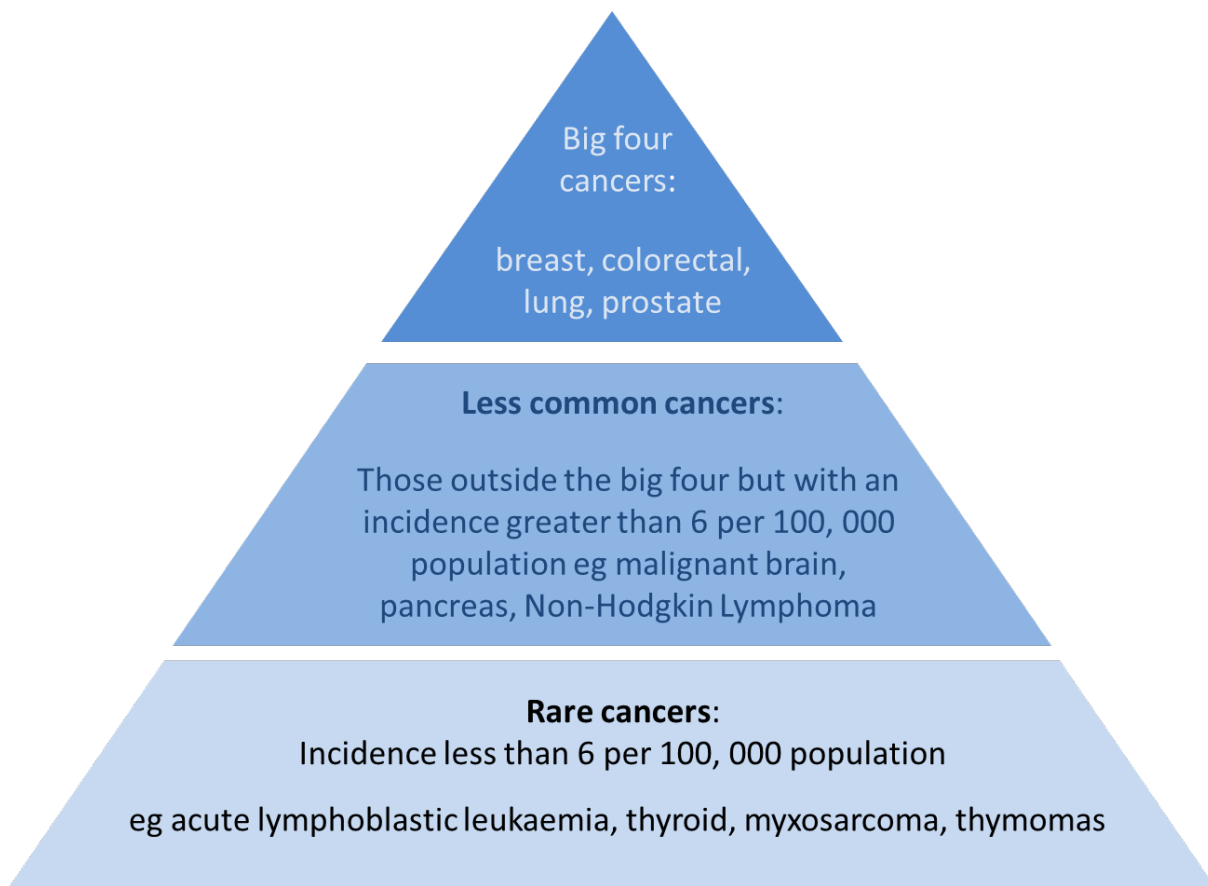 Big four
cancers:
breast, colorectal,
lung, prostate
Less common cancers:
Those outside the big four but with an
incidence greater than 6 per 100, 000
population eg malignant brain,
pancreas, Non-Hodgkin Lymphoma
Rare cancers:
Incidence less than 6 per 100, 000 population
eg acute lymphoblastic leukaemia, thyroid, myxosarcoma, thymomas